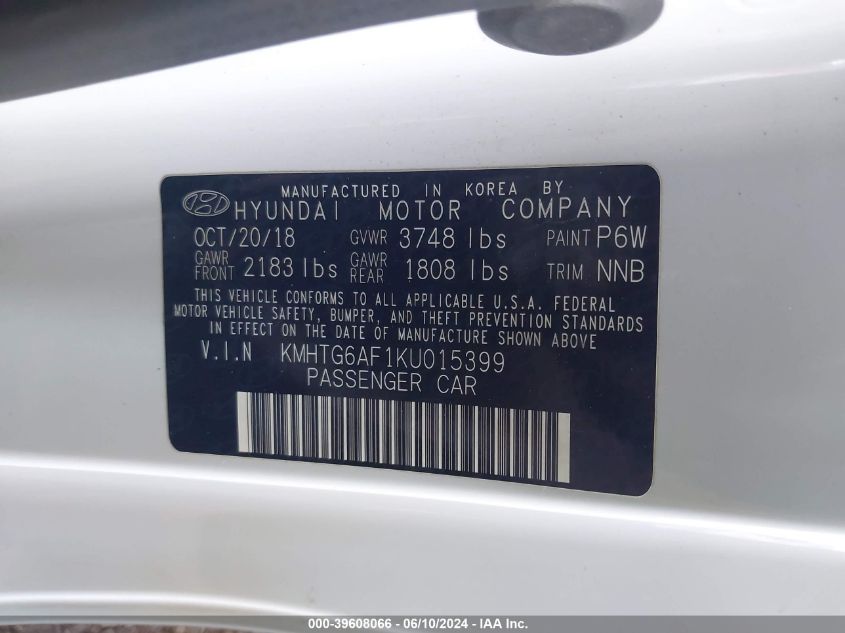 MANUFACTURED IN KOREA BY
HYUNDAI MOTOR COMPANY
OCT/20/18 GVWR 3748 lbs PAINT P6W
GAWR FRONT 2183 lbs GAWR REAR 1808 lbs TRIM NNB
THIS VEHICLE CONFORMS TO ALL APPLICABLE U.S.A. FEDERAL
MOTOR VEHICLE SAFETY, BUMPER, AND THEFT PREVENTION STANDARDS
IN EFFECT ON THE DATE OF MANUFACTURE SHOWN ABOVE.
V.I.N KMHTG6AF1KU015399
PASSENGER CAR
000-39608066 - 06/10/2024 - IAA Inc.